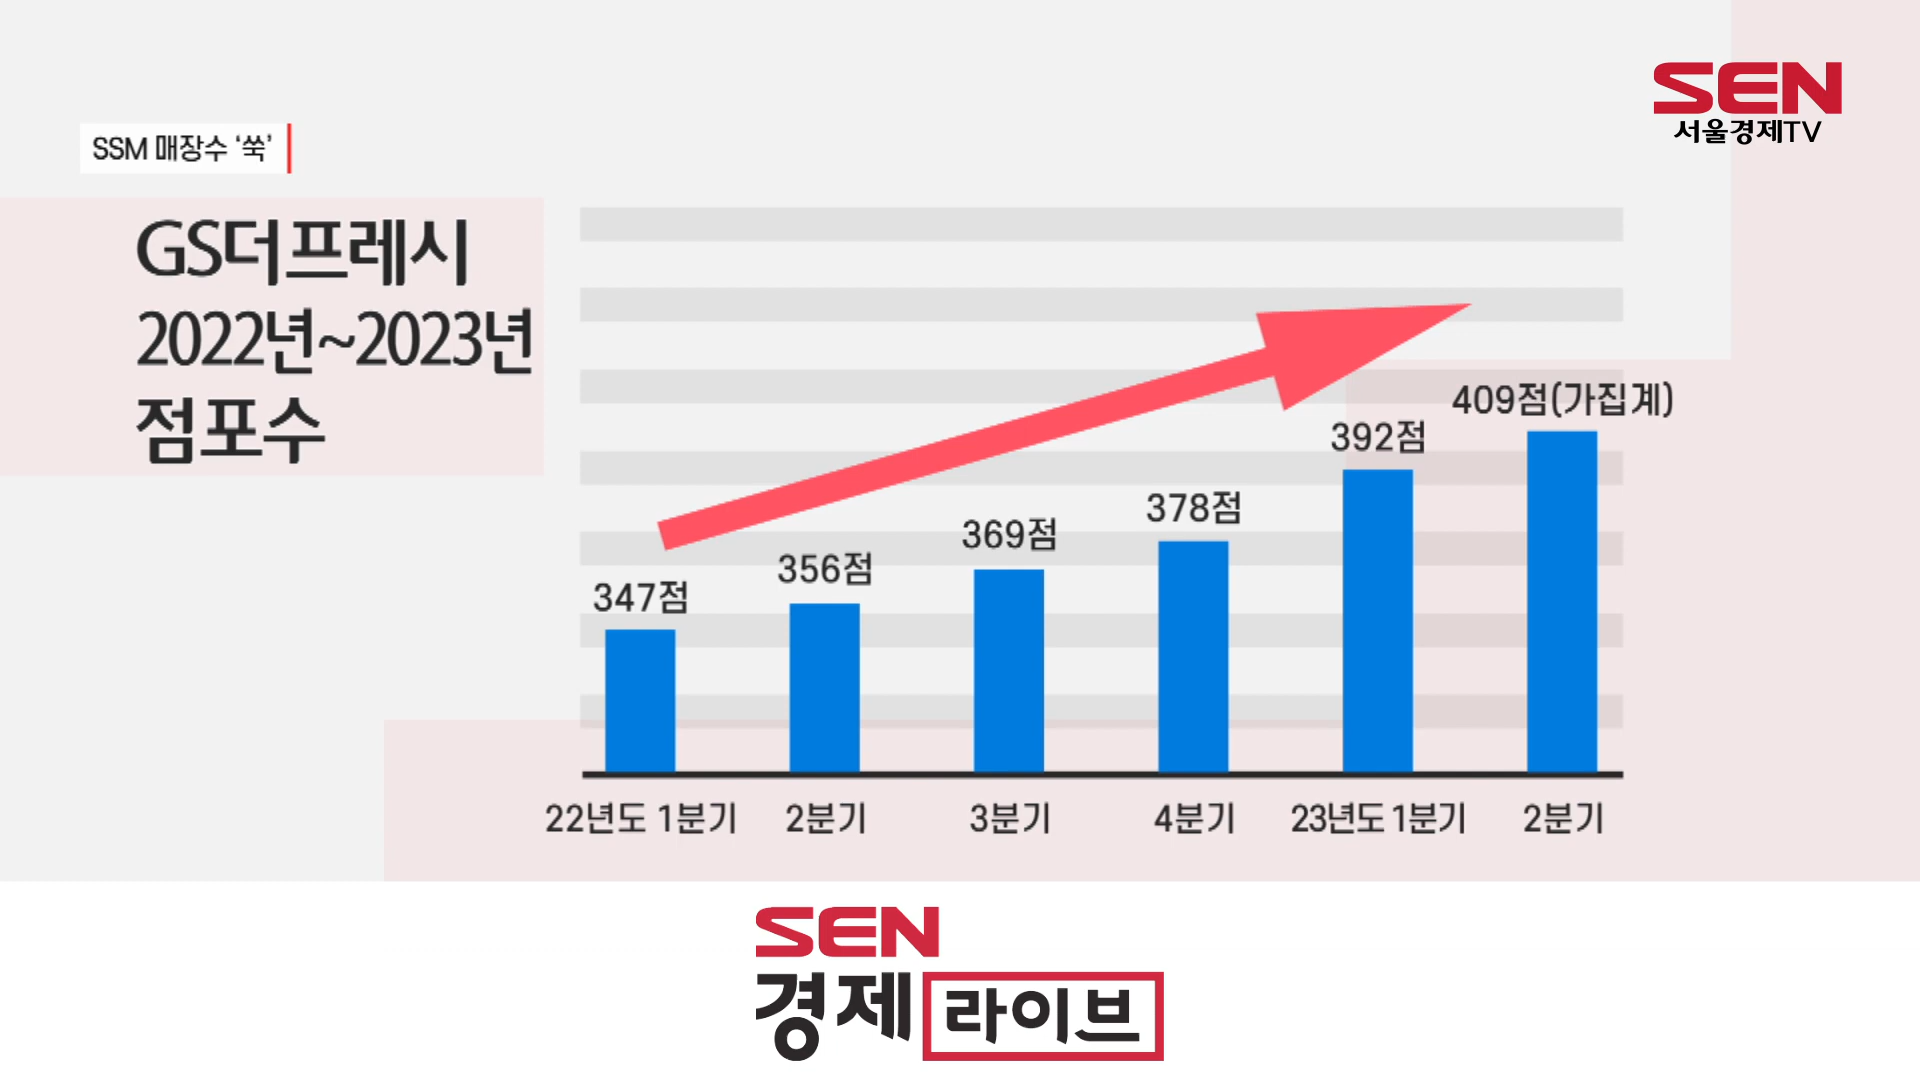 SEN
서울경제TV
SSM 매장수 ‘쑥’
GS더프레시
2022년~2023년
점포수
347점
356점
369점
378점
392점
409점(가집계)
22년도 1분기
2분기
3분기
4분기
23년도 1분기
2분기
SEN
경제라이브